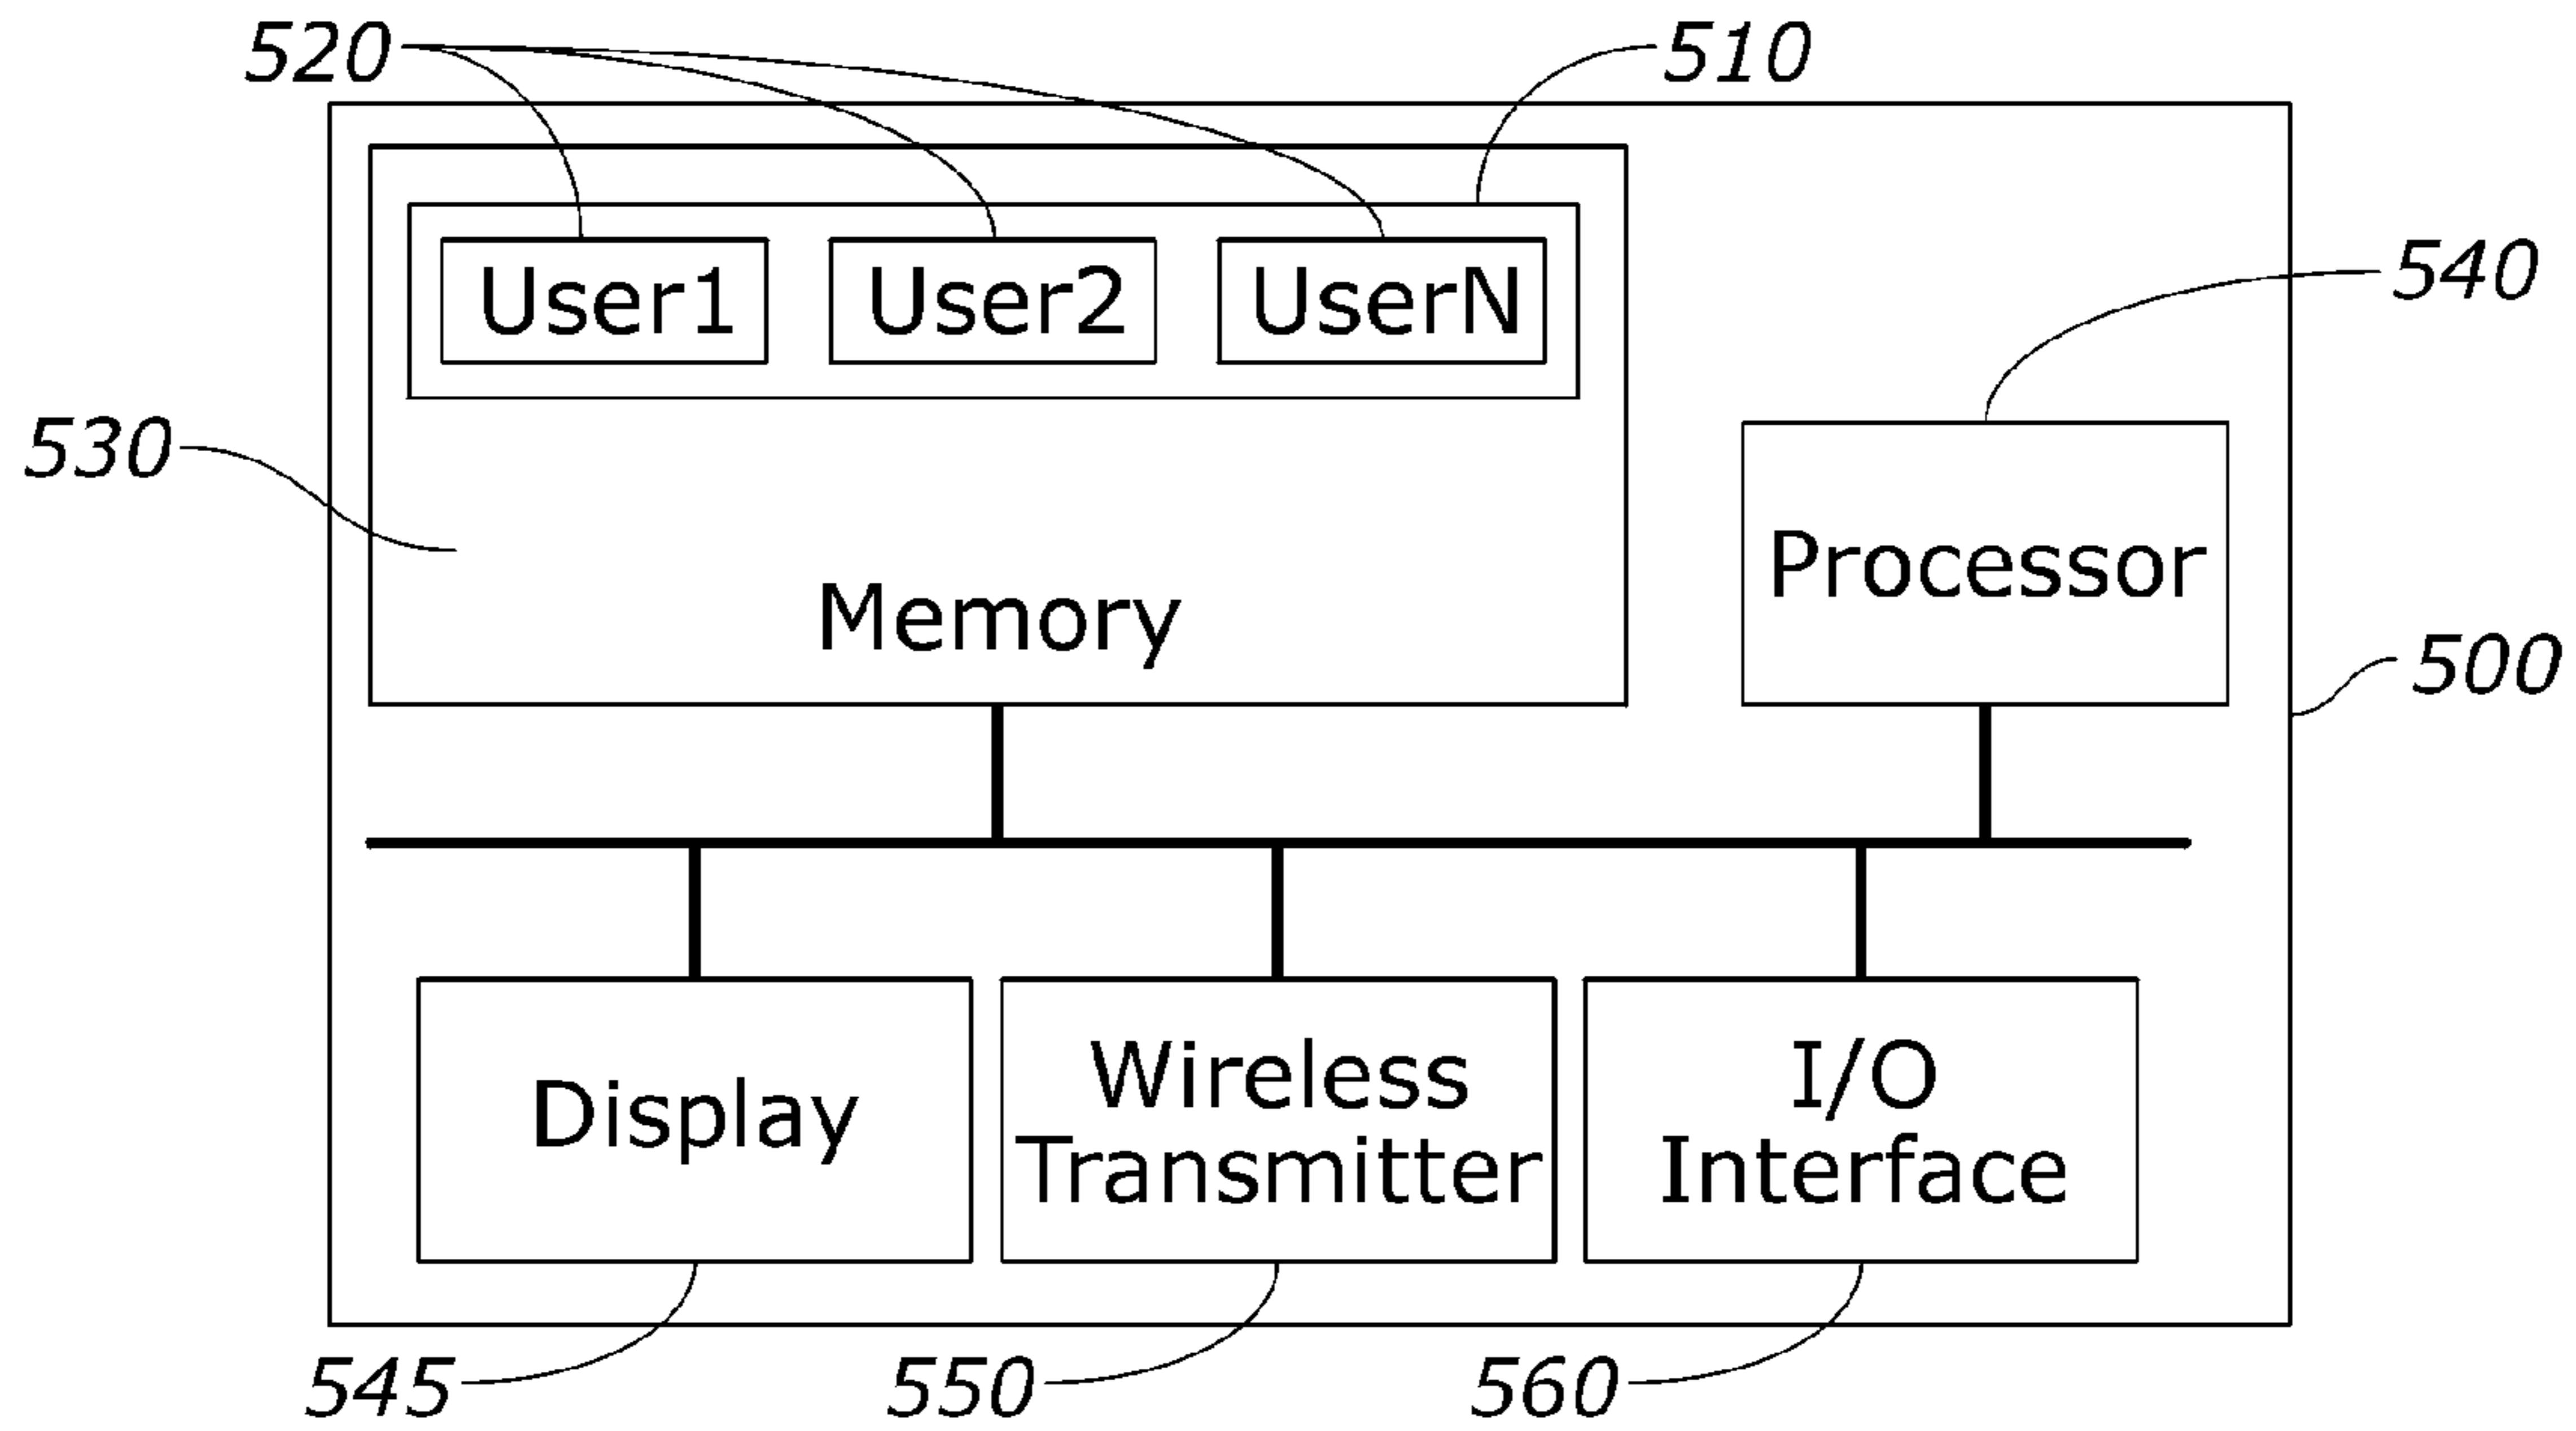 520
510
User1
User2
UserN
540
530
Processor
Memory
500
Display
Wireless
Transmitter
I/O
Interface
545
550
560